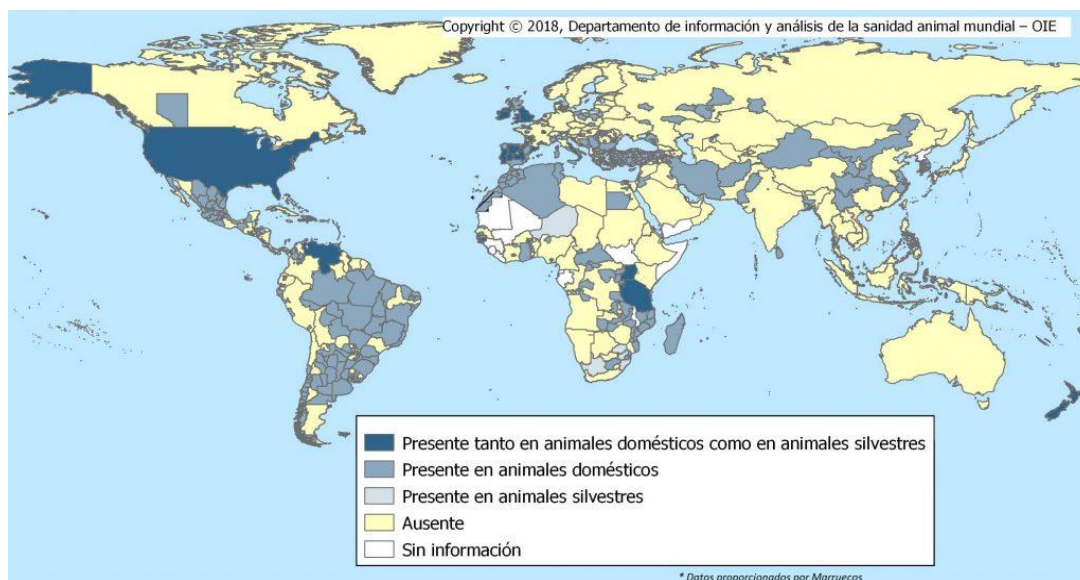 Copyright © 2018, Departamento de información y análisis de la sanidad animal mundial – OIE
Presente tanto en animales domésticos como en animales silvestres
Presente en animales domésticos
Presente en animales silvestres
Ausente
Sin información
* Datos proporcionados por Marruecos